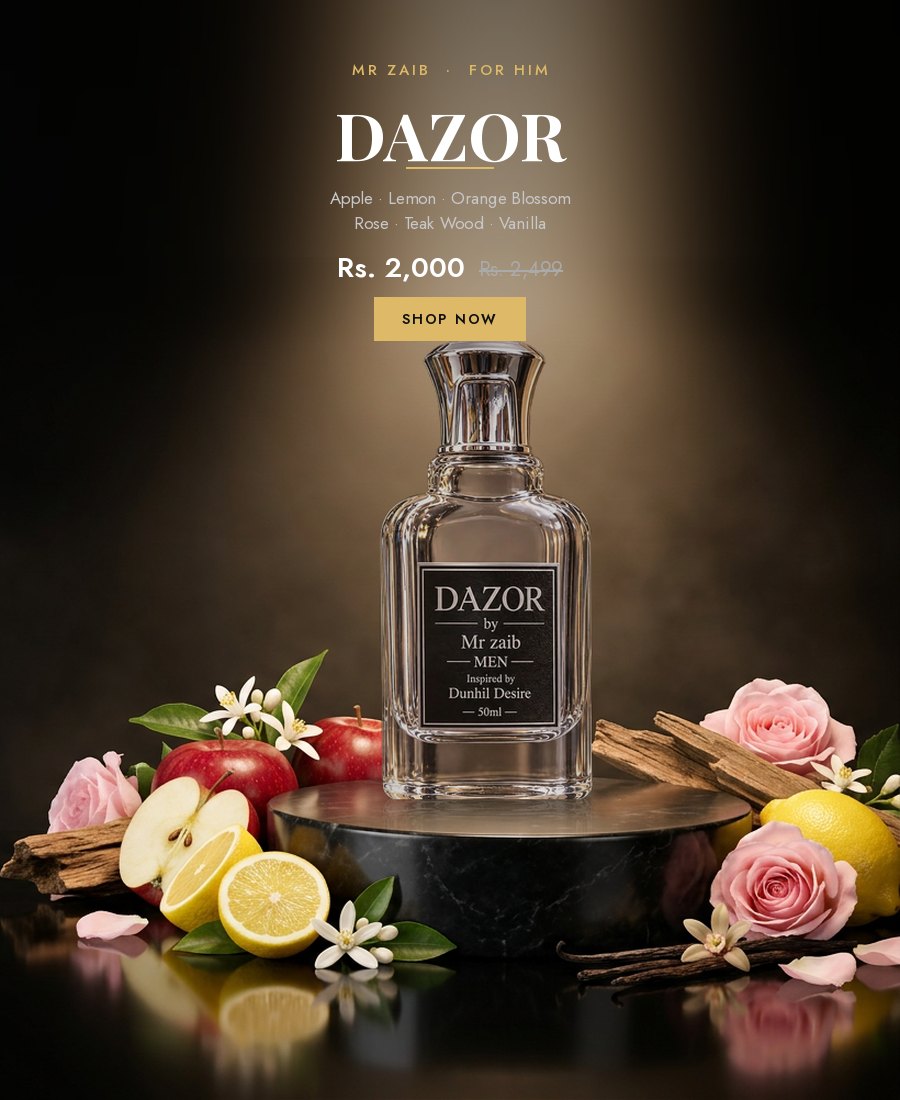 MR ZAIB · FOR HIM
DAZOR
Apple · Lemon · Orange Blossom
Rose · Teak Wood · Vanilla
Rs. 2,000 Rs. 2,499
SHOP NOW
DAZOR
by
Mr zaib
MEN
Inspired by
Dunhil Desire
50ml